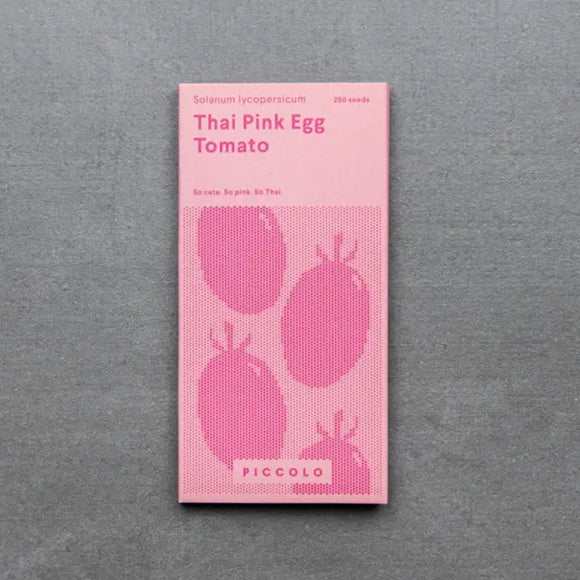 Solanum lycopersicum 250 seeds
Thai Pink Egg
Tomato
So cute. So pink. So Thai.
PICCOLO